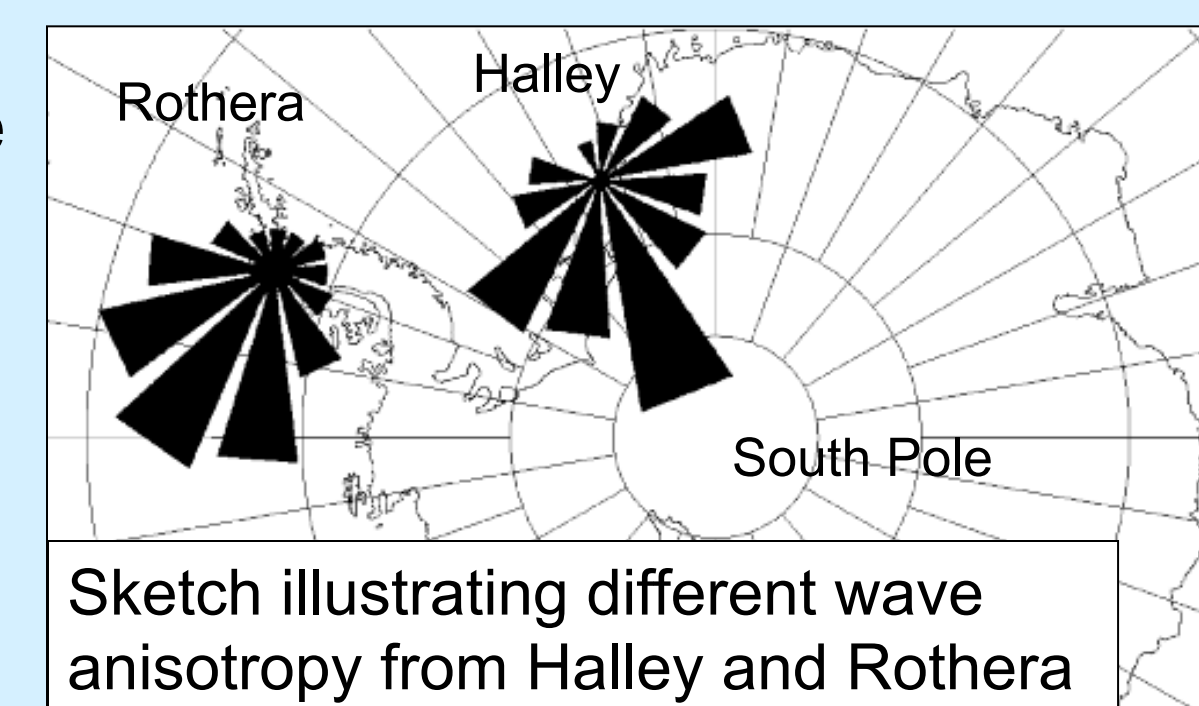 Rothera
Halley
South Pole
Sketch illustrating different wave
anisotropy from Halley and Rothera